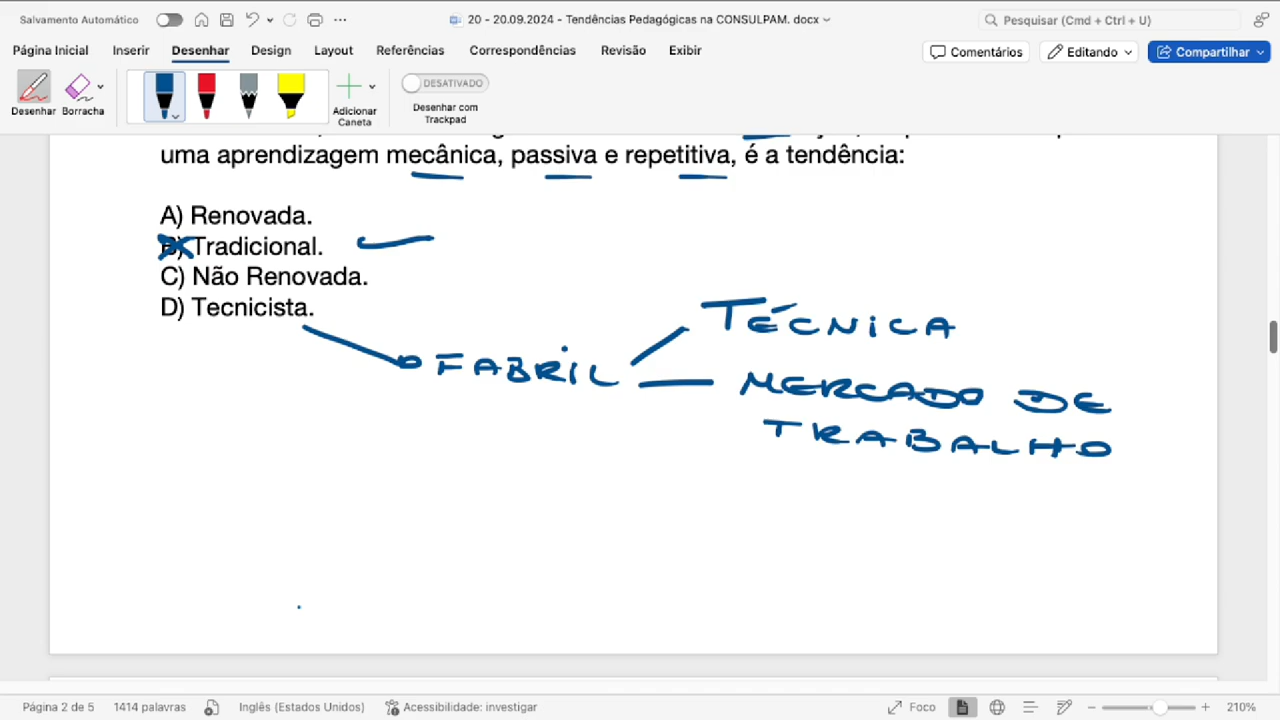 Salvamento Automático
20 - 20.09.2024 - Tendências Pedagógicas na CONSULPAM.docx
Pesquisar (Cmd + Ctrl + U)
Página Inicial Inserir Desenhar Design Layout Referências Correspondências Revisão Exibir
Comentários Editando Compartilhar
DESATIVADO
Desenhar Borracha Adicionar Caneta Desenhar com Trackpad
uma aprendizagem mecânica, passiva e repetitiva, é a tendência:
A) Renovada.
B) Tradicional.
C) Não Renovada.
D) Tecnicista.
TÉCNICA
FABRIL
MERCADO DE
TRABALHO
Página 2 de 5 1414 palavras Inglês (Estados Unidos) Acessibilidade: investigar Foco 210%